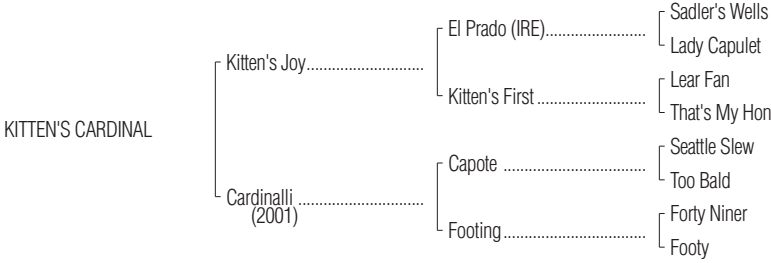 Sadler's Wells
El Prado (IRE)
Lady Capulet
Kitten's Joy
Lear Fan
Kitten's First
That's My Hon
KITTEN'S CARDINAL
Seattle Slew
Capote
Too Bald
Cardinalli
(2001)
Forty Niner
Footing
Footy